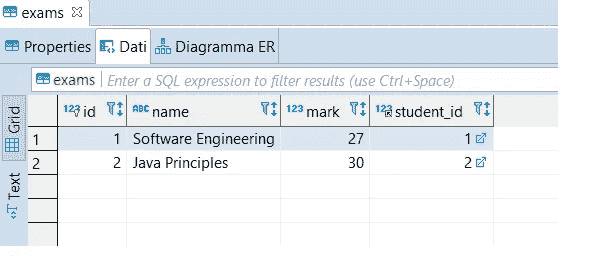 exams
Properties Dati Diagramma ER
exams Enter a SQL expression to filter results (use Ctrl+Space)
Grid
Text
123 id ABC name 123 mark 123 student_id
1 1 Software Engineering 27 1
2 2 Java Principles 30 2